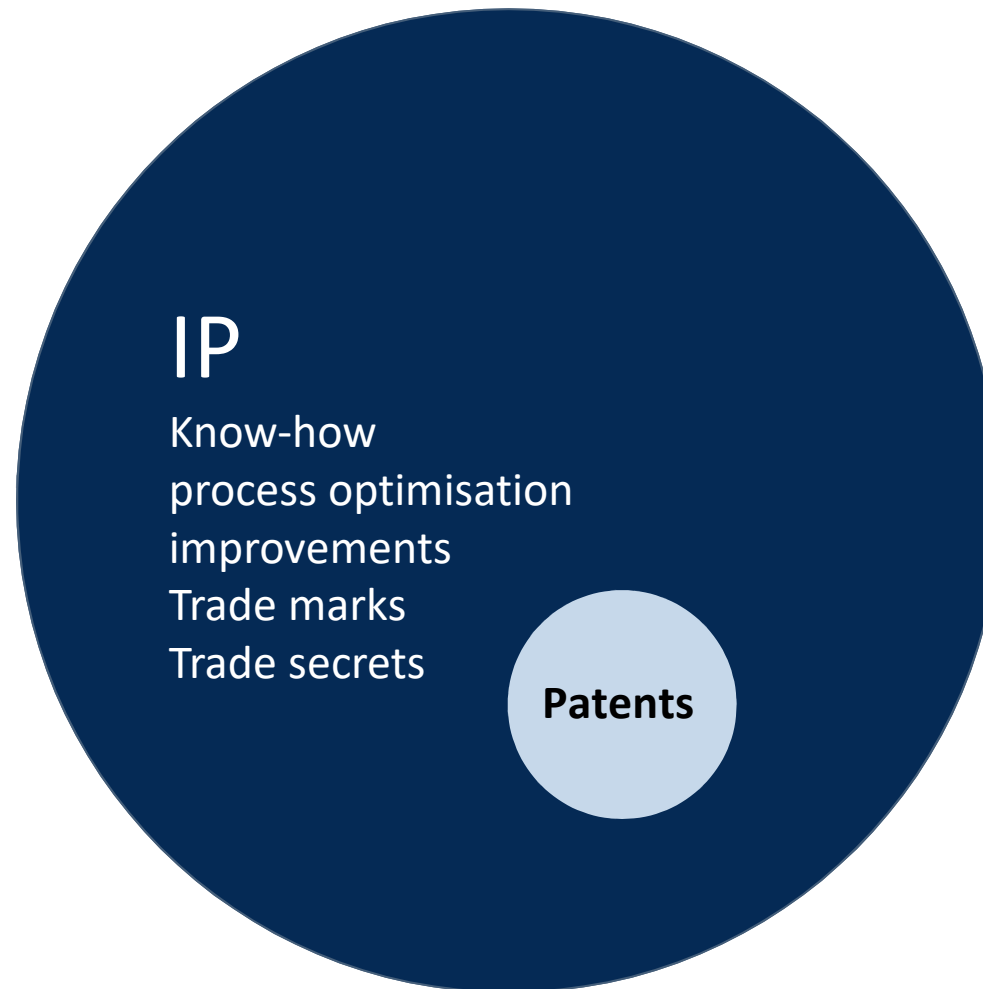 IP
Know-how
process optimisation
improvements
Trade marks
Trade secrets
Patents